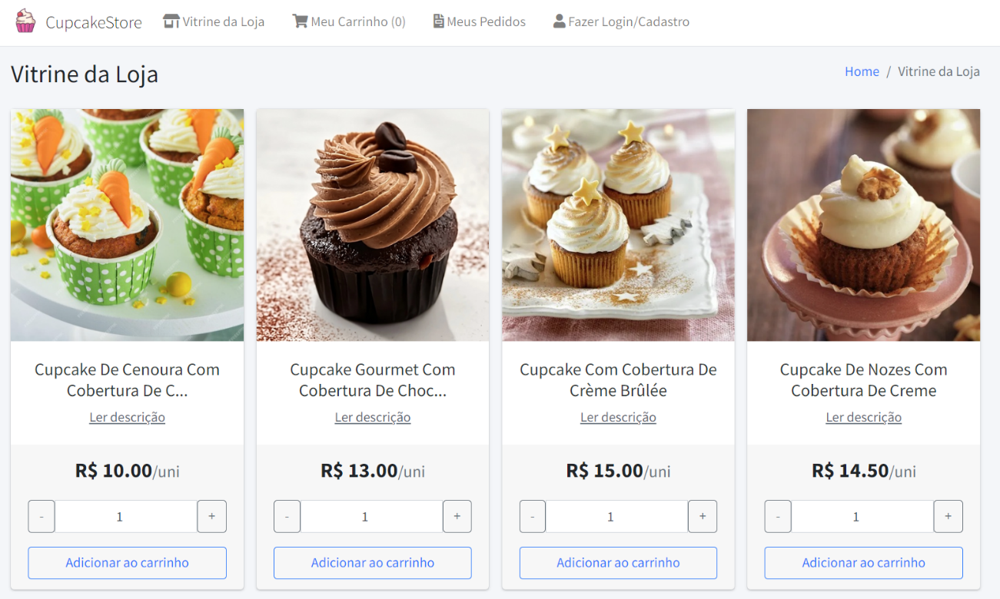 CupcakeStore Vitrine da Loja Meu Carrinho (0) Meus Pedidos Fazer Login/Cadastro
Vitrine da Loja
Home / Vitrine da Loja
Cupcake De Cenoura Com
Cobertura De C...
Ler descrição
R$ 10.00/uni
- 1 +
Adicionar ao carrinho
Cupcake Gourmet Com
Cobertura De Choc...
Ler descrição
R$ 13.00/uni
- 1 +
Adicionar ao carrinho
Cupcake Com Cobertura De
Crème Brûlée
Ler descrição
R$ 15.00/uni
- 1 +
Adicionar ao carrinho
Cupcake De Nozes Com
Cobertura De Creme
Ler descrição
R$ 14.50/uni
- 1 +
Adicionar ao carrinho